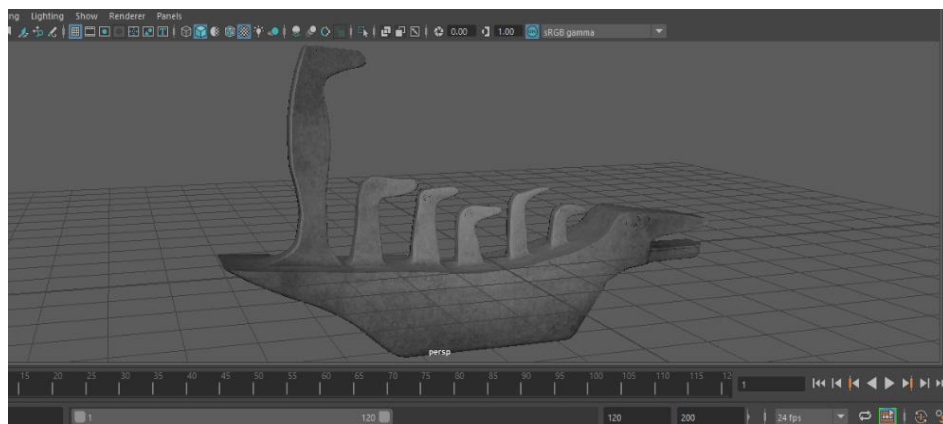 ng Lighting Show Renderer Panels
0.00 1.00 sRGB gamma
persp
15 20 25 30 35 40 45 50 55 60 65 70 75 80 85 90 95 100 105 110 115 12 1
1 120 120 200 24 fps